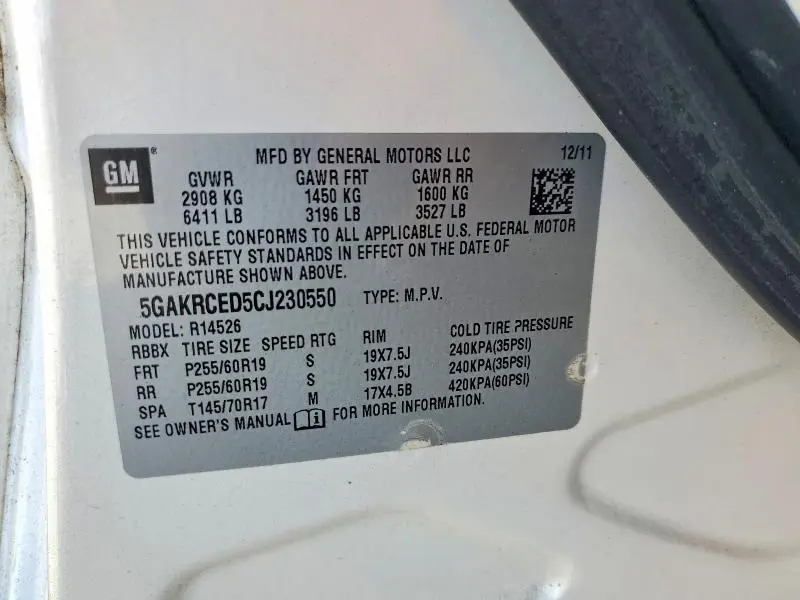 GM
MFD BY GENERAL MOTORS LLC 12/11
GVWR GAWR FRT GAWR RR
2908 KG 1450 KG 1600 KG
6411 LB 3196 LB 3527 LB
THIS VEHICLE CONFORMS TO ALL APPLICABLE U.S. FEDERAL MOTOR
VEHICLE SAFETY STANDARDS IN EFFECT ON THE DATE OF
MANUFACTURE SHOWN ABOVE.
5GAKRCED5CJ230550 TYPE: M.P.V.
MODEL: R14526
RBBX TIRE SIZE SPEED RTG RIM COLD TIRE PRESSURE
FRT P255/60R19 S 19X7.5J 240KPA(35PSI)
RR P255/60R19 S 19X7.5J 240KPA(35PSI)
SPA T145/70R17 M 17X4.5B 420KPA(60PSI)
SEE OWNER'S MANUAL i FOR MORE INFORMATION.